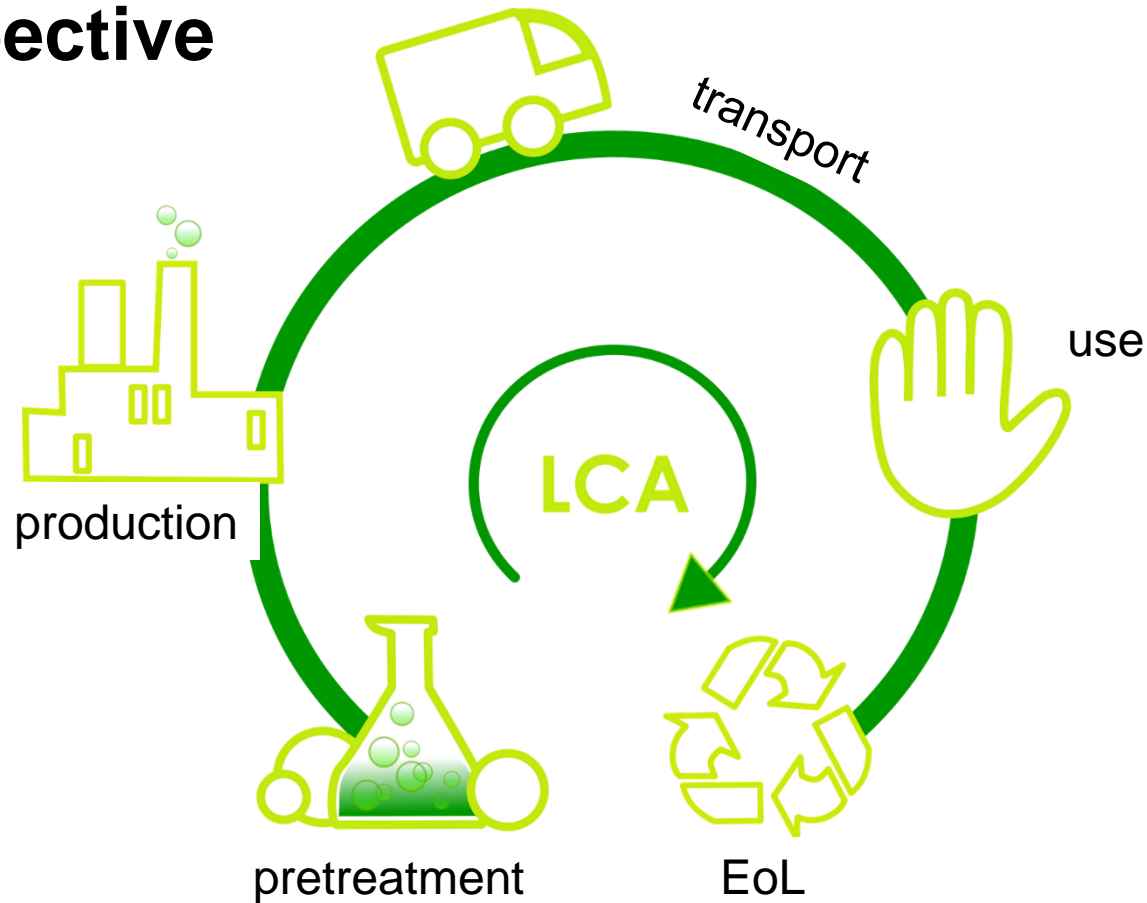 ective
transport
use
LCA
production
pretreatment
EoL